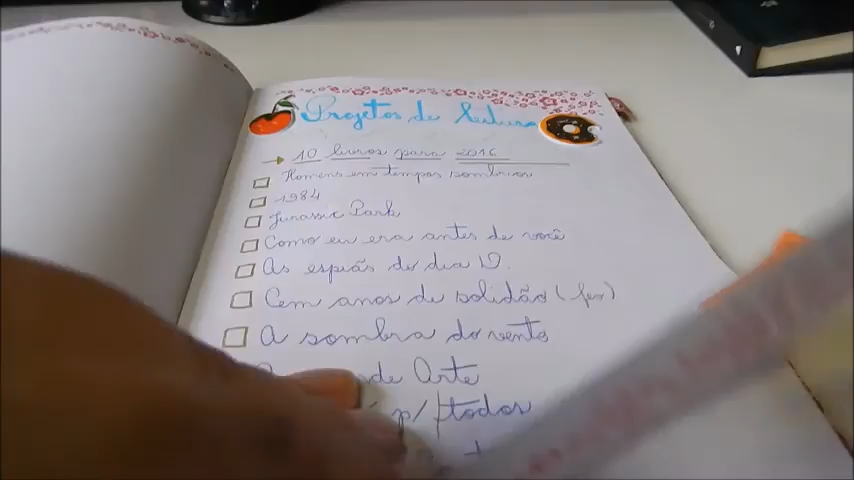 Projetos de leitura
10 livros para 2016
Homens em tempos sombrios
1984
Jurassic Park
Como eu era antes de você
As espiãs do dia D.
Cem anos de solidão (fev)
A sombra do vento
de Arte
p/ todos